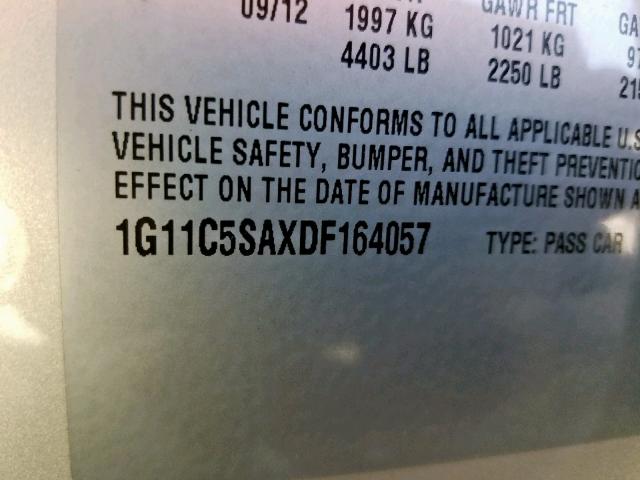 09/12 1997 KG GAWR FRT
4403 LB 1021 KG
2250 LB
THIS VEHICLE CONFORMS TO ALL APPLICABLE U.S
VEHICLE SAFETY, BUMPER, AND THEFT PREVENTIO
EFFECT ON THE DATE OF MANUFACTURE SHOWN A
1G11C5SAXDF164057 TYPE: PASS CAR